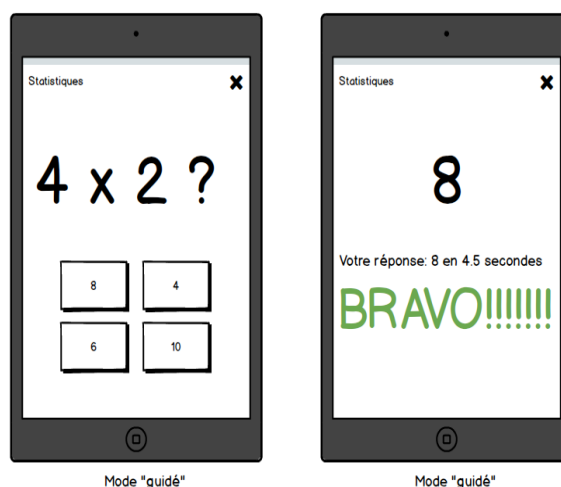 Statistiques
4 x 2 ?
8 4
6 10
Mode "guidé"
Statistiques
8
Votre réponse: 8 en 4.5 secondes
BRAVO!!!!!!!
Mode "guidé"